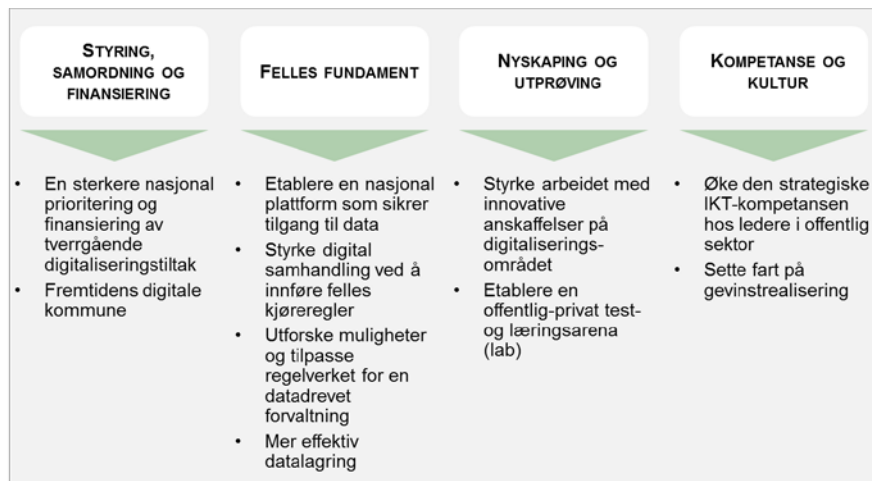 STYRING,
SAMORDNING OG
FINANSIERING
• En sterkere nasjonal
prioritering og
finansiering av
tverrgående
digitaliseringstiltak
• Fremtidens digitale
kommune
FELLES FUNDAMENT
• Etablere en nasjonal
plattform som sikrer
tilgang til data
• Styrke digital
samhandling ved å
innføre felles
kjøreregler
• Utforske muligheter
og tilpasse
regelverket for en
datadrevet
forvaltning
• Mer effektiv
datalagring
NYSKAPING OG
UTPRØVING
• Styrke arbeidet med
innovative
anskaffelser på
digitaliserings-
området
• Etablere en
offentlig-privat test-
og læringsarena
(lab)
KOMPETANSE OG
KULTUR
• Øke den strategiske
IKT-kompetansen
hos ledere i offentlig
sektor
• Sette fart på
gevinstrealisering